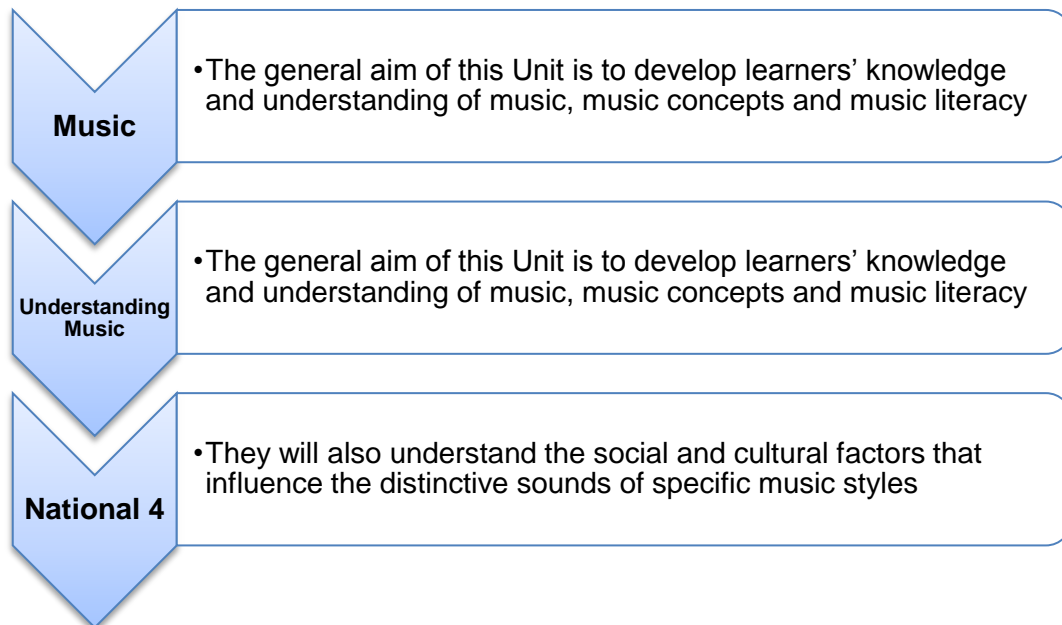 Music
•The general aim of this Unit is to develop learners’ knowledge
and understanding of music, music concepts and music literacy
Understanding
Music
•The general aim of this Unit is to develop learners’ knowledge
and understanding of music, music concepts and music literacy
National 4
•They will also understand the social and cultural factors that
influence the distinctive sounds of specific music styles